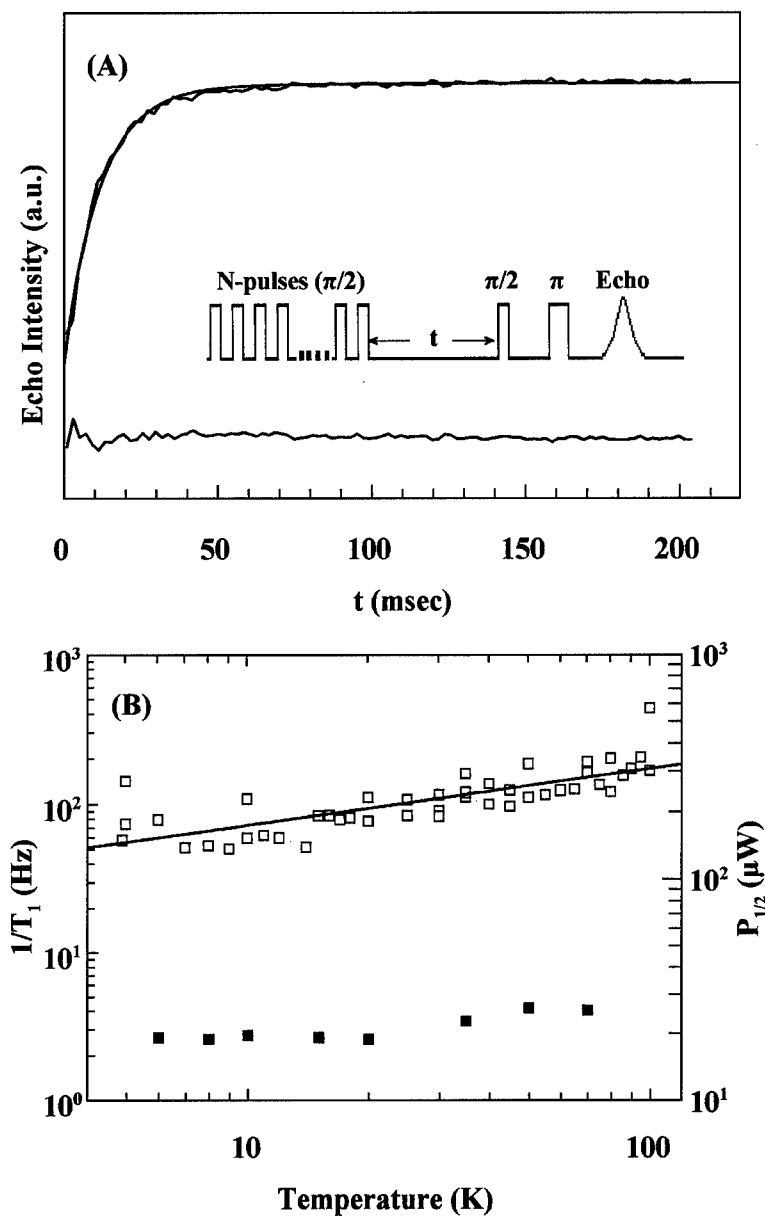 (A)
Echo Intensity (a.u.)
N-pulses (π/2)
π/2
π
Echo
t
0
50
100
150
200
t (msec)
(B)
10³
10²
10¹
10⁰
1/T₁ (Hz)
10³
10²
10¹
P₁/₂ (μW)
10
100
Temperature (K)